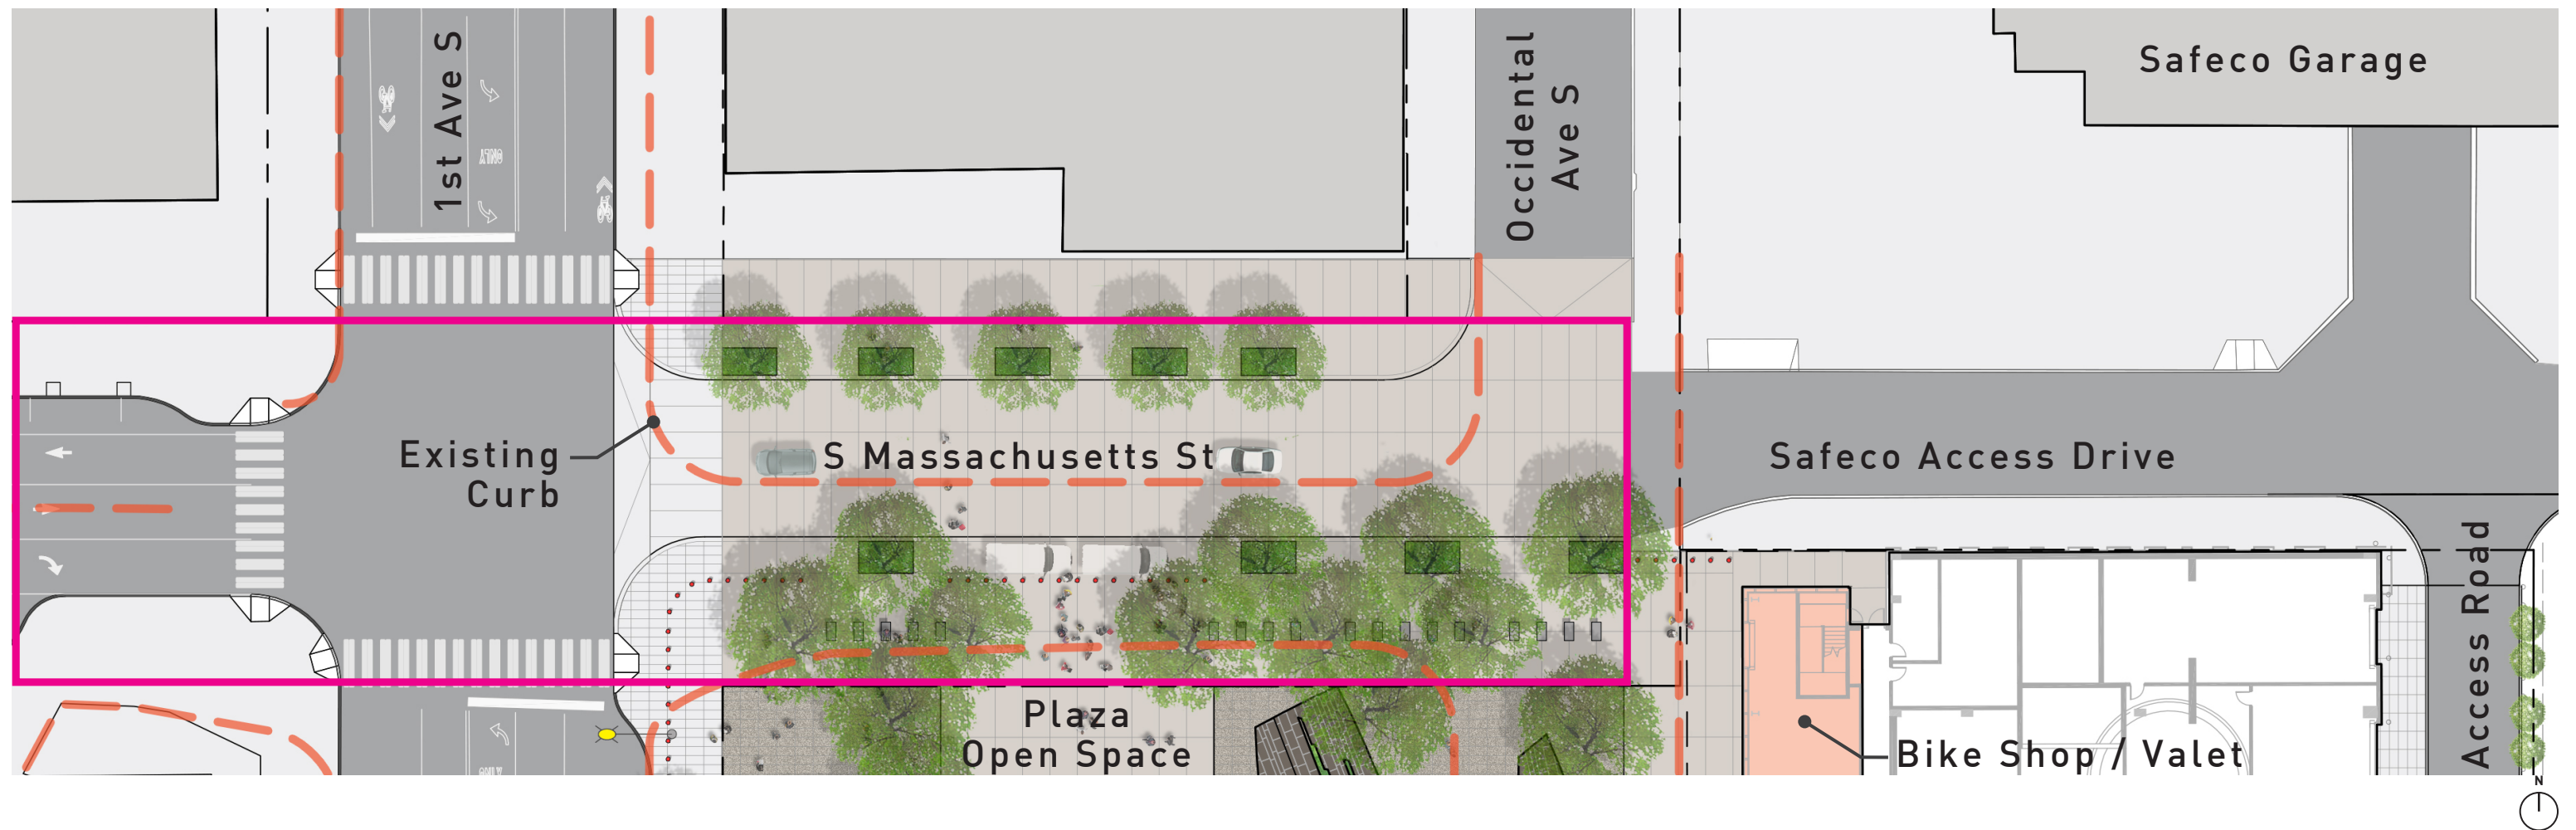 1st Ave S
Occidental
Ave S
Safeco Garage
ONLY
Existing
Curb
S Massachusetts St
Safeco Access Drive
Access Road
Plaza
Open Space
Bike Shop / Valet
N